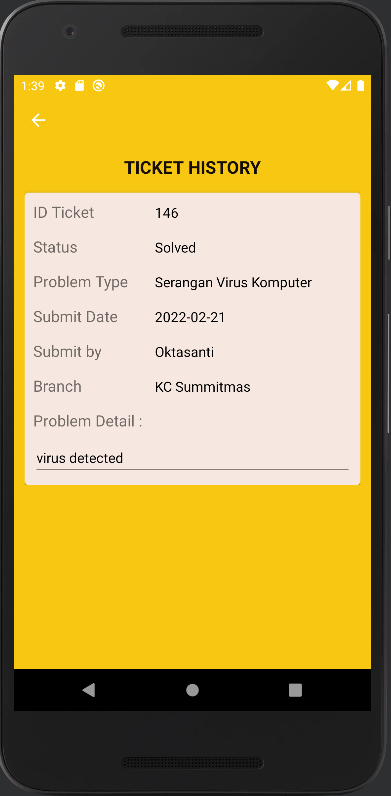 1:39
TICKET HISTORY
ID Ticket 146
Status Solved
Problem Type Serangan Virus Komputer
Submit Date 2022-02-21
Submit by Oktasanti
Branch KC Summitmas
Problem Detail :
virus detected